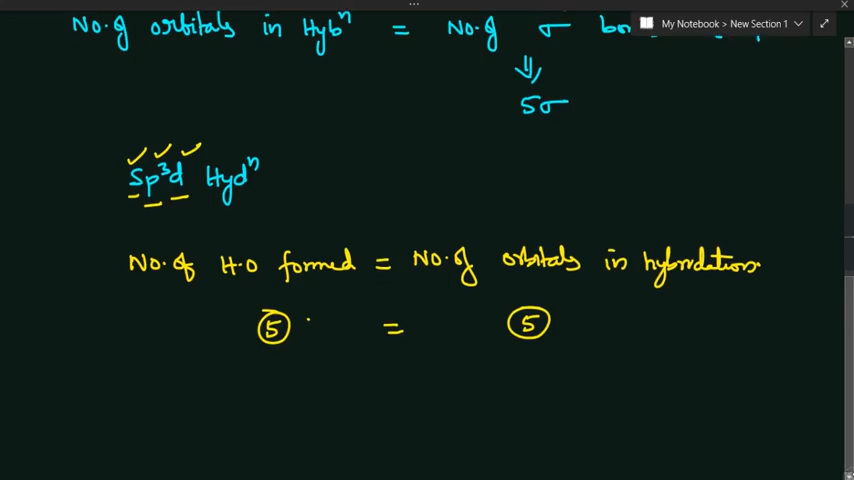 My Notebook > New Section 1
No. of orbitals in Hybⁿ = No. of σ
5σ
Sp³d Hydⁿ
No. of H.O formed = No. of orbitals in hybridation.
5 = 5